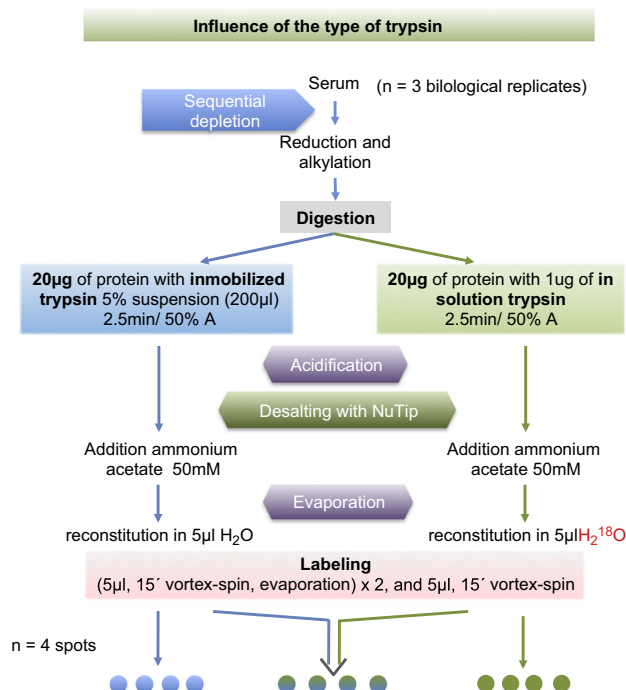 Influence of the type of trypsin
Serum (n = 3 bilological replicates)
Sequential
depletion
Reduction and
alkylation
Digestion
20µg of protein with inmobilized
trypsin 5% suspension (200µl)
2.5min/ 50% A
20µg of protein with 1ug of in
solution trypsin
2.5min/ 50% A
Acidification
Desalting with NuTip
Addition ammonium
acetate 50mM
Addition ammonium
acetate 50mM
Evaporation
reconstitution in 5µl H₂O
reconstitution in 5µlH₂¹⁸O
Labeling
(5µl, 15´ vortex-spin, evaporation) x 2, and 5µl, 15´ vortex-spin
n = 4 spots